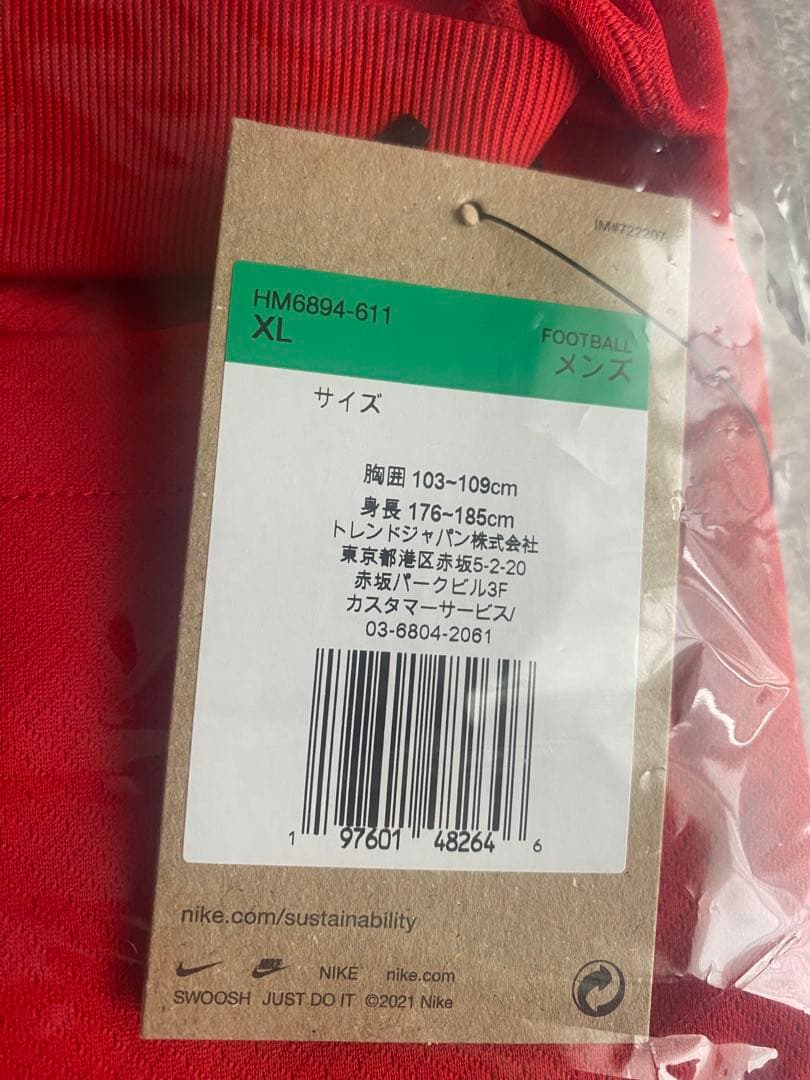 IM#722207
HM6894-611
XL
FOOTBALL
メンズ
サイズ
胸囲 103~109cm
身長 176~185cm
トレンドジャパン株式会社
東京都港区赤坂5-2-20
赤坂パークビル3F
カスタマーサービス/
03-6804-2061
1 97601 48264 6
nike.com/sustainability
NIKE nike.com
SWOOSH JUST DO IT ©2021 Nike